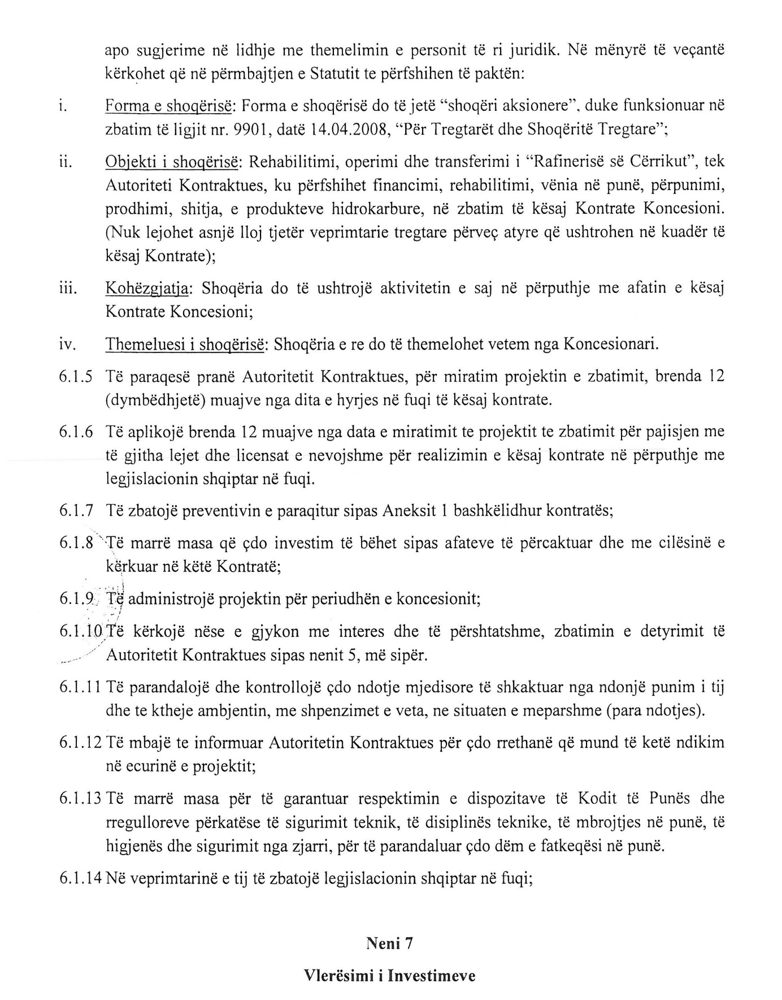 apo sugjerime në lidhje me themelimin e personit të ri juridik. Në mënyrë të veçantë
kërkohet që në përmbajtjen e Statutit te përfshihen të paktën:
i. Forma e shoqërisë: Forma e shoqërisë do të jetë “shoqëri aksionere”, duke funksionuar në
zbatim të ligjit nr. 9901, datë 14.04.2008, “Për Tregtarët dhe Shoqëritë Tregtare”;
ii. Objekti i shoqërisë: Rehabilitimi, operimi dhe transferimi i “Rafinerisë së Cërrikut”, tek
Autoriteti Kontraktues, ku përfshihet financimi, rehabilitimi, vënia në punë, përpunimi,
prodhimi, shitja, e produkteve hidrokarbure, në zbatim të kësaj Kontrate Koncesioni.
(Nuk lejohet asnjë lloj tjetër veprimtarie tregtare përveç atyre që ushtrohen në kuadër të
kësaj Kontrate);
iii. Kohëzgjatja: Shoqëria do të ushtrojë aktivitetin e saj në përputhje me afatin e kësaj
Kontrate Koncesioni;
iv. Themeluesi i shoqërisë: Shoqëria e re do të themelohet vetem nga Koncesionari.
6.1.5 Të paraqesë pranë Autoritetit Kontraktues, për miratim projektin e zbatimit, brenda 12
(dymbëdhjetë) muajve nga dita e hyrjes në fuqi të kësaj kontrate.
6.1.6 Të aplikojë brenda 12 muajve nga data e miratimit te projektit te zbatimit për pajisjen me
të gjitha lejet dhe licensat e nevojshme për realizimin e kësaj kontrate në përputhje me
legjislacionin shqiptar në fuqi.
6.1.7 Të zbatojë preventivin e paraqitur sipas Aneksit 1 bashkëlidhur kontratës;
6.1.8 Të marrë masa që çdo investim të bëhet sipas afateve të përcaktuar dhe me cilësinë e
kërkuar në këtë Kontratë;
6.1.9 Të administrojë projektin për periudhën e koncesionit;
6.1.10 Të kërkojë nëse e gjykon me interes dhe të përshtatshme, zbatimin e detyrimit të
Autoritetit Kontraktues sipas nenit 5, më sipër.
6.1.11 Të parandalojë dhe kontrollojë çdo ndotje mjedisore të shkaktuar nga ndonjë punim i tij
dhe te ktheje ambjentin, me shpenzimet e veta, ne situaten e meparshme (para ndotjes).
6.1.12 Të mbajë te informuar Autoritetin Kontraktues për çdo rrethanë që mund të ketë ndikim
në ecurinë e projektit;
6.1.13 Të marrë masa për të garantuar respektimin e dispozitave të Kodit të Punës dhe
rregulloreve përkatëse të sigurimit teknik, të disiplinës teknike, të mbrojtjes në punë, të
higjenës dhe sigurimit nga zjarri, për të parandaluar çdo dëm e fatkeqësi në punë.
6.1.14 Në veprimtarinë e tij të zbatojë legjislacionin shqiptar në fuqi;
Neni 7
Vlerësimi i Investimeve